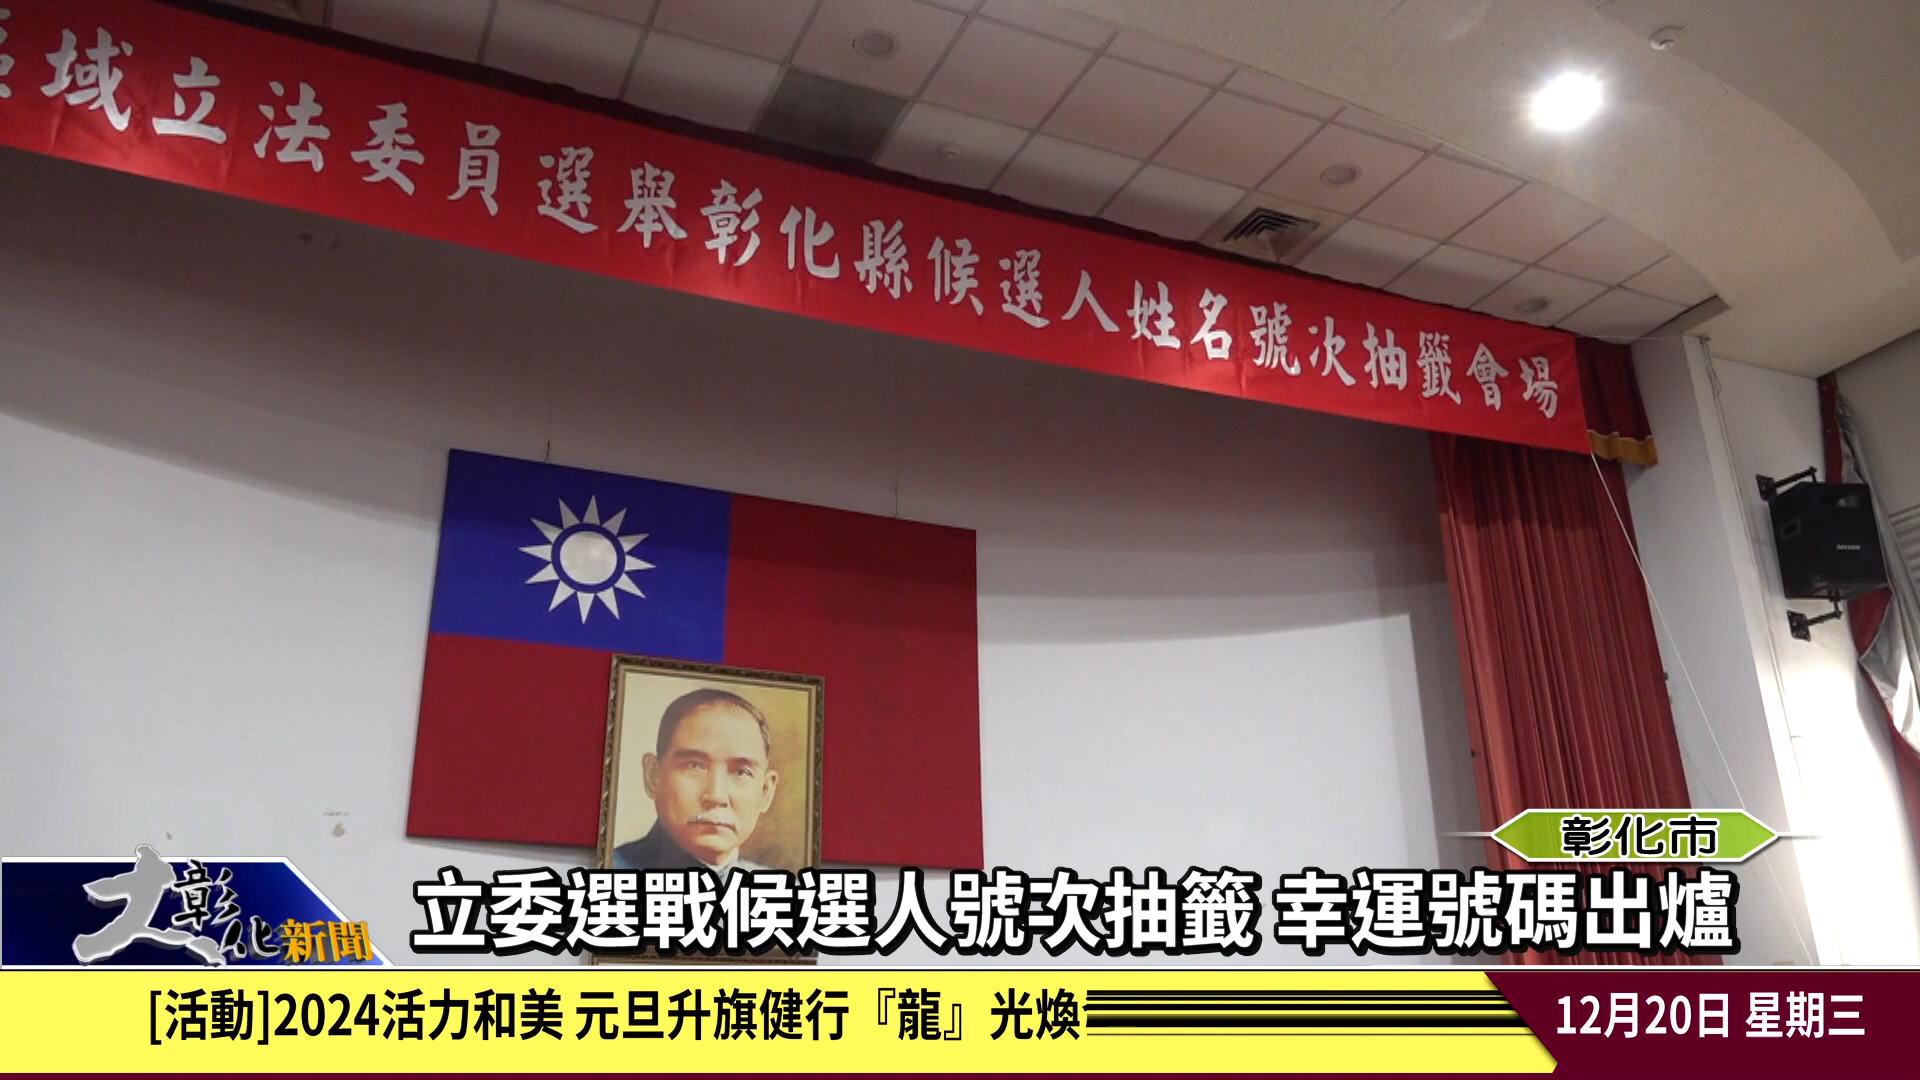 區域立法委員選舉彰化縣候選人姓名號次抽籤會場
彰化市
大彰化新聞
立委選戰候選人號次抽籤 幸運號碼出爐
[活動]2024活力和美 元旦升旗健行『龍』光煥
12月20日 星期三